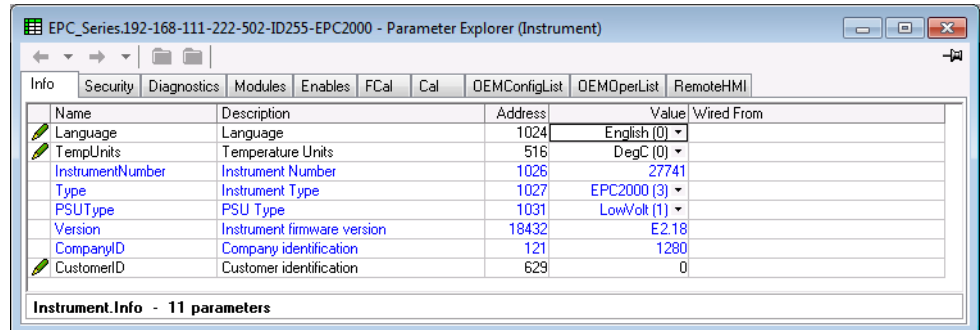 EPC_Series.192-168-111-222-502-ID255-EPC2000 - Parameter Explorer (Instrument)
Info Security Diagnostics Modules Enables FCal Cal OEMConfigList OEMOperList RemoteHMI
Name Description Address Value Wired From
Language Language 1024 English (0)
TempUnits Temperature Units 516 DegC (0)
InstrumentNumber Instrument Number 1026 27741
Type Instrument Type 1027 EPC2000 (3)
PSUType PSU Type 1031 LowVolt (1)
Version Instrument firmware version 18432 E2.18
CompanyID Company identification 121 1280
CustomerID Customer identification 629 0
Instrument.Info - 11 parameters